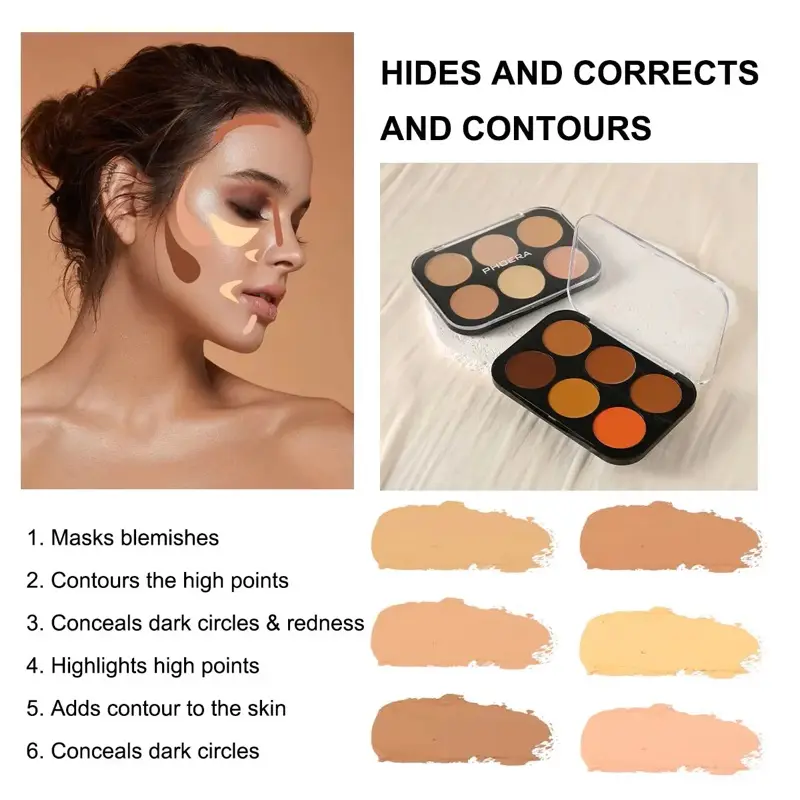 HIDES AND CORRECTS
AND CONTOURS
PHOERA
1. Masks blemishes
2. Contours the high points
3. Conceals dark circles & redness
4. Highlights high points
5. Adds contour to the skin
6. Conceals dark circles